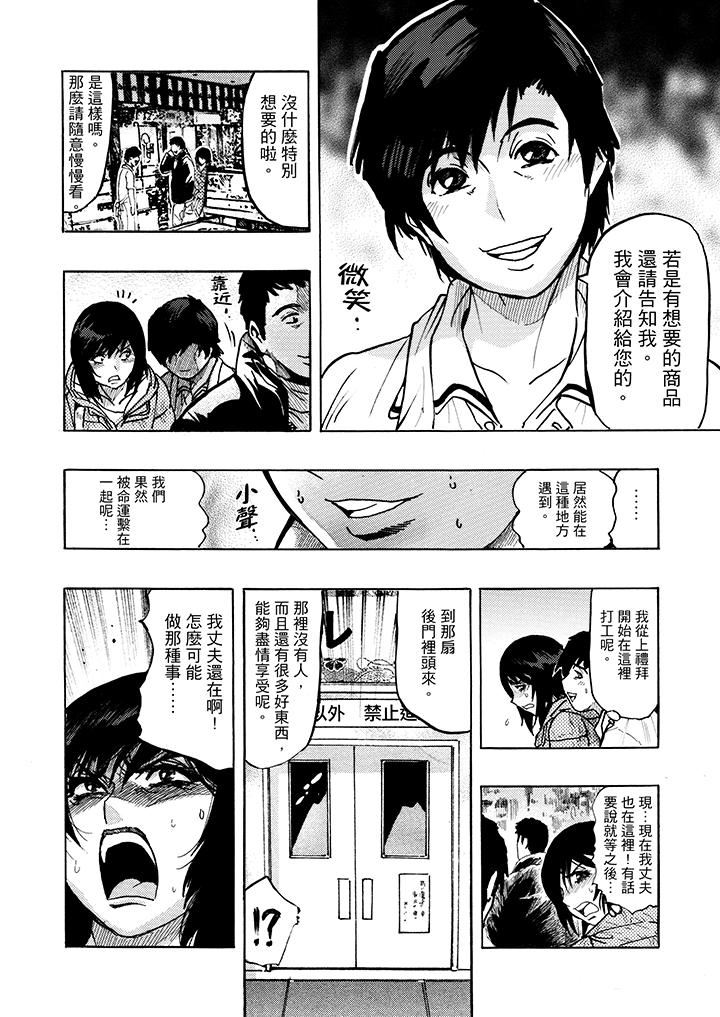 若是有想要的商品
還請告知我。
我會介紹給您的。
微笑
沒什麼特別
想要的啦。
是這樣嗎。
那麼請隨意慢慢看。
靠近
……
居然能在
這種地方
遇到。
小聲
我們
果然
被命運繫在
一起呢…
我從上禮拜
開始在這裡
打工呢。
現…現在我丈夫
也在這裡！有話
要說就等之後…
到那扇
後門裡頭來。
那裡沒有人，
而且還有很多好東西，
能夠盡情享受呢。
レ
以外 禁止進
!?
我丈夫還在啊！
怎麼可能
做那種事……